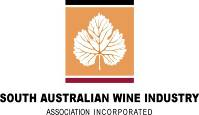 SOUTH AUSTRALIAN WINE INDUSTRY
ASSOCIATION INCORPORATED